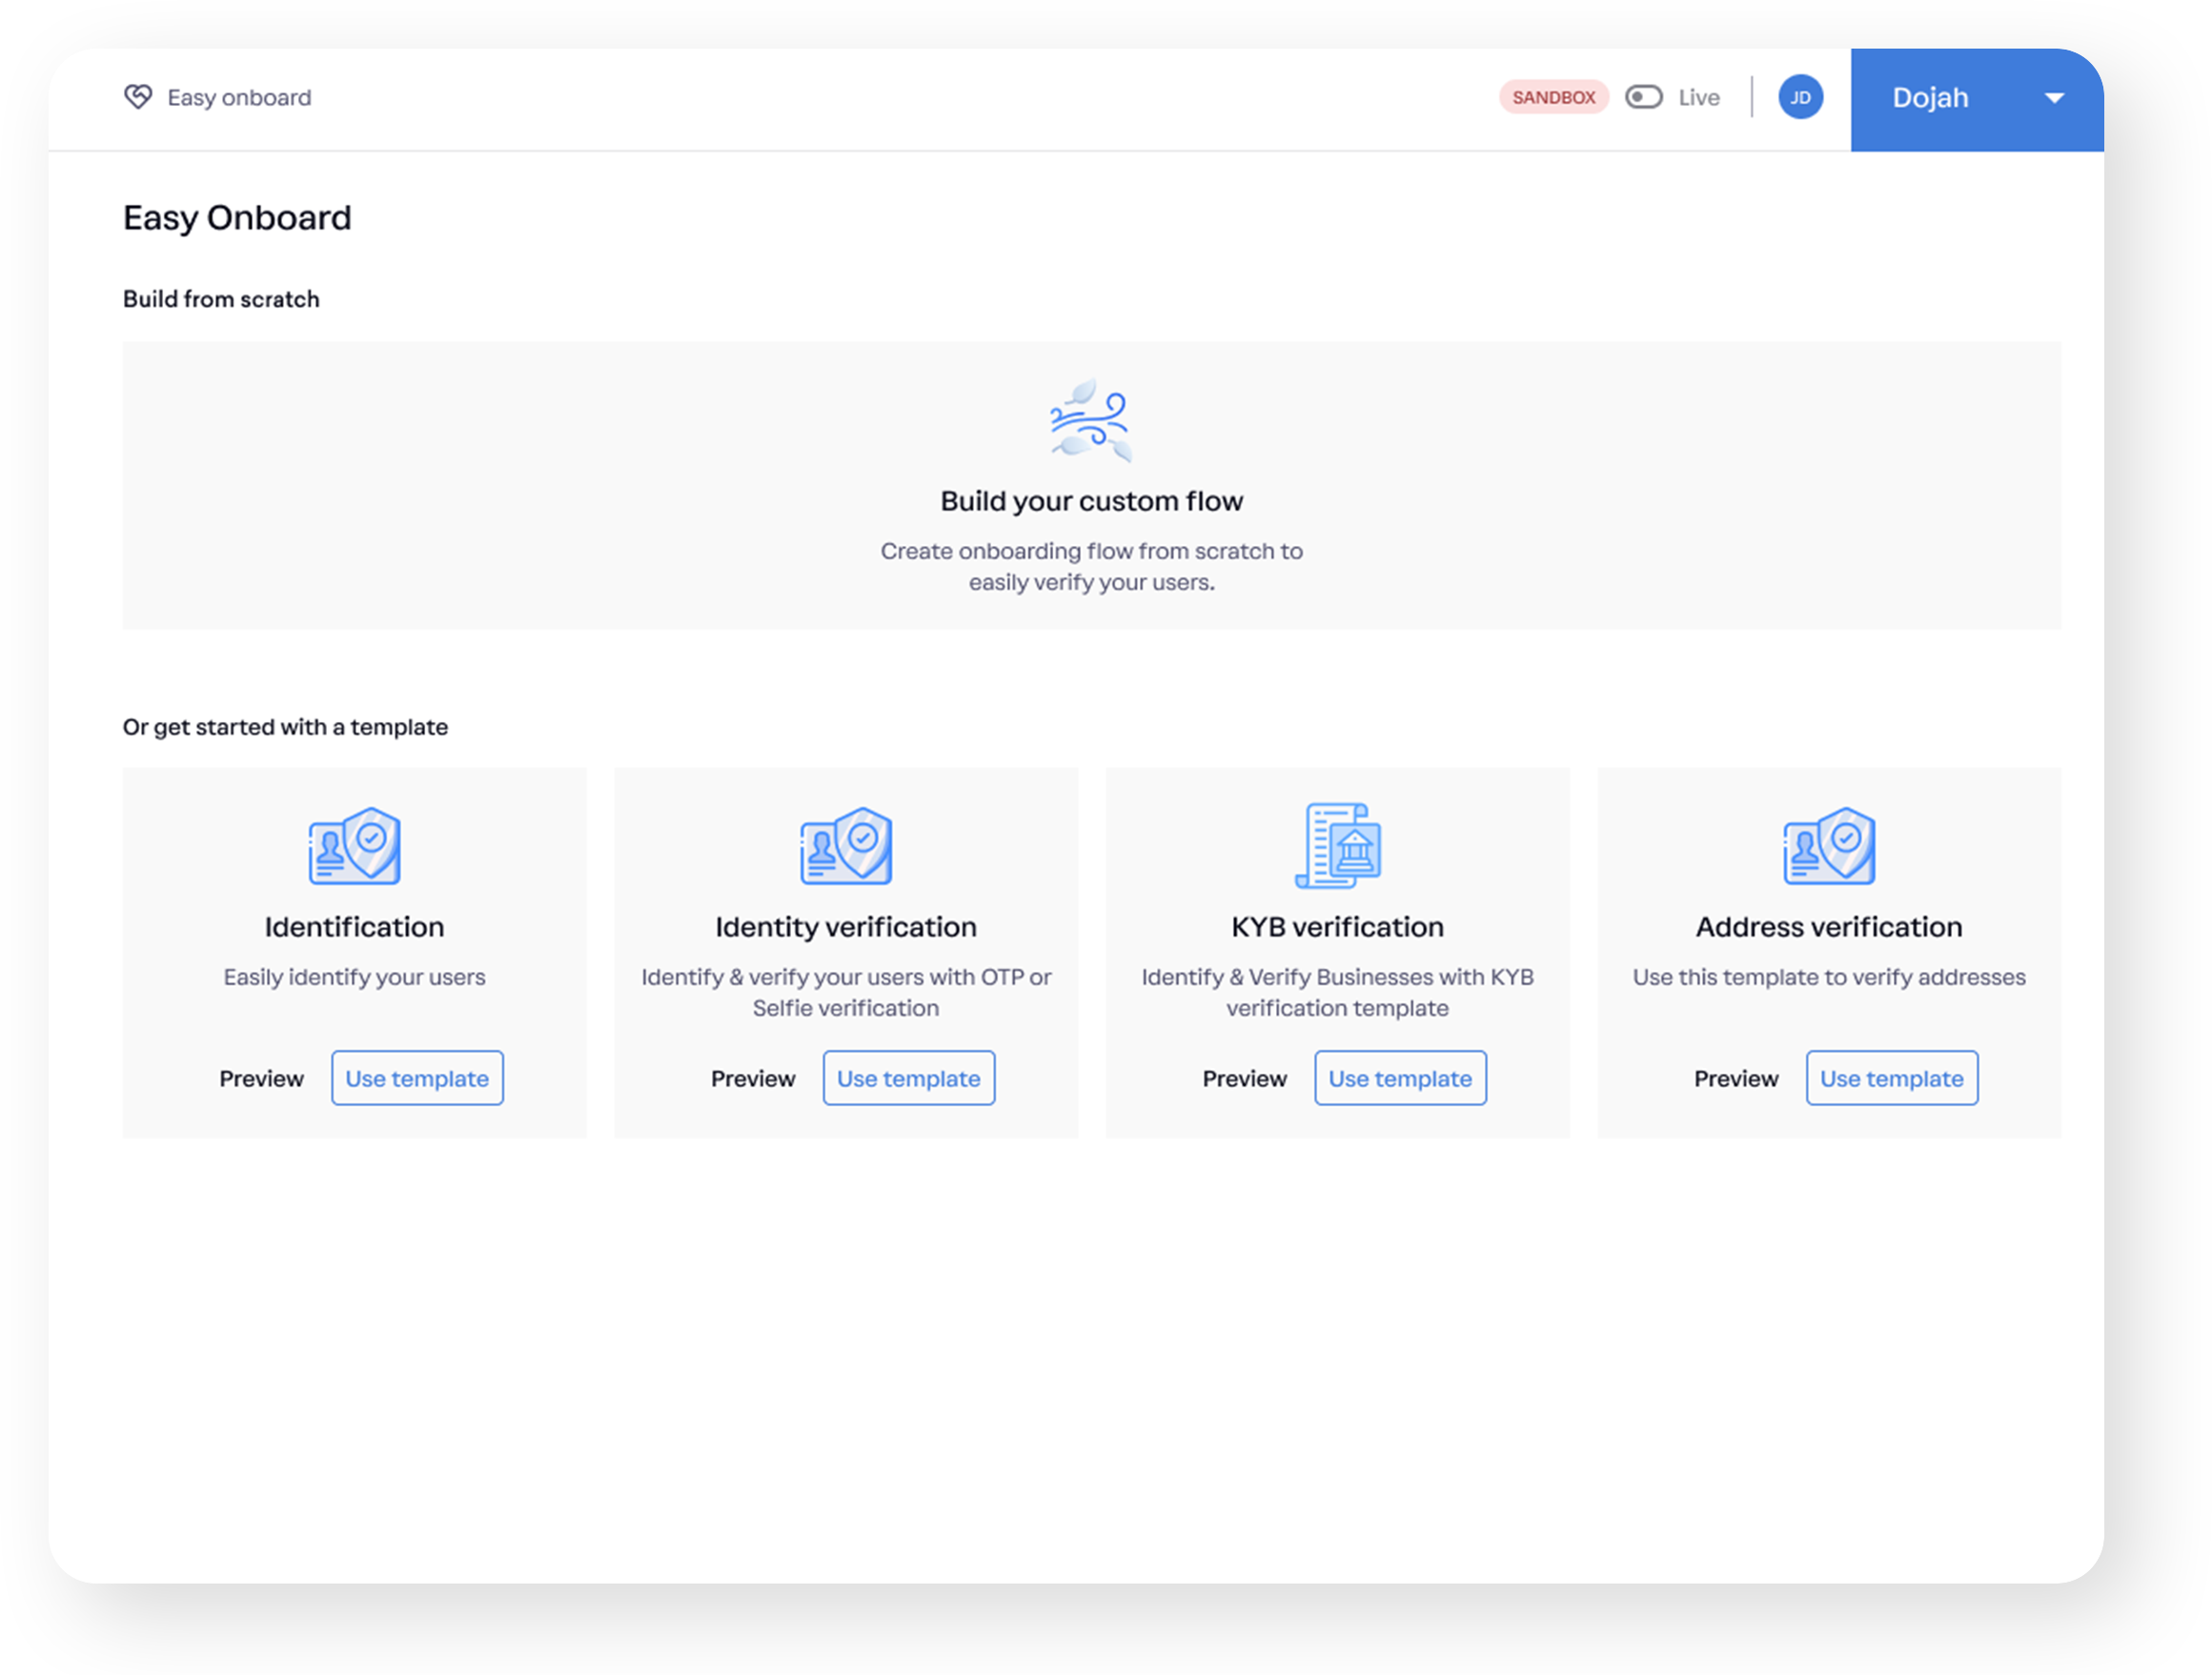 Easy onboard
SANDBOX
Live
JD
Dojah
Easy Onboard
Build from scratch
Build your custom flow
Create onboarding flow from scratch to
easily verify your users.
Or get started with a template
Identification
Easily identify your users
Preview
Use template
Identity verification
Identify & verify your users with OTP or
Selfie verification
Preview
Use template
KYB verification
Identify & Verify Businesses with KYB
verification template
Preview
Use template
Address verification
Use this template to verify addresses
Preview
Use template